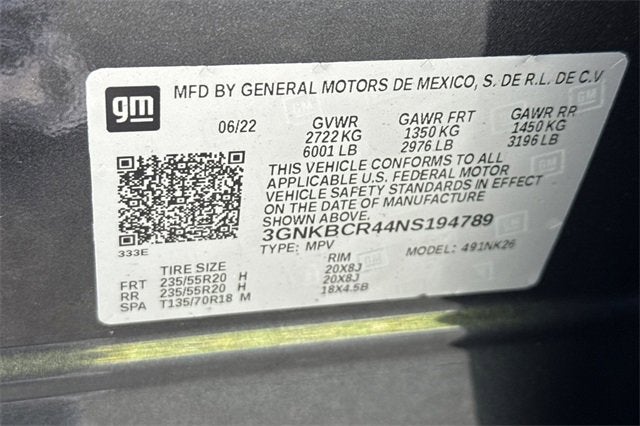 gm
MFD BY GENERAL MOTORS DE MEXICO, S. DE R.L. DE C.V
06/22 GVWR GAWR FRT GAWR RR
2722 KG 1350 KG 1450 KG
6001 LB 2976 LB 3196 LB
THIS VEHICLE CONFORMS TO ALL
APPLICABLE U.S. FEDERAL MOTOR
VEHICLE SAFETY STANDARDS IN EFFECT
ON THE DATE OF MANUFACTURE
SHOWN ABOVE.
3GNKBCR44NS194789
333E TYPE: MPV MODEL: 491NK26
TIRE SIZE RIM
FRT 235/55R20 H 20X8J
RR 235/55R20 H 20X8J
SPA T135/70R18 M 18X4.5B